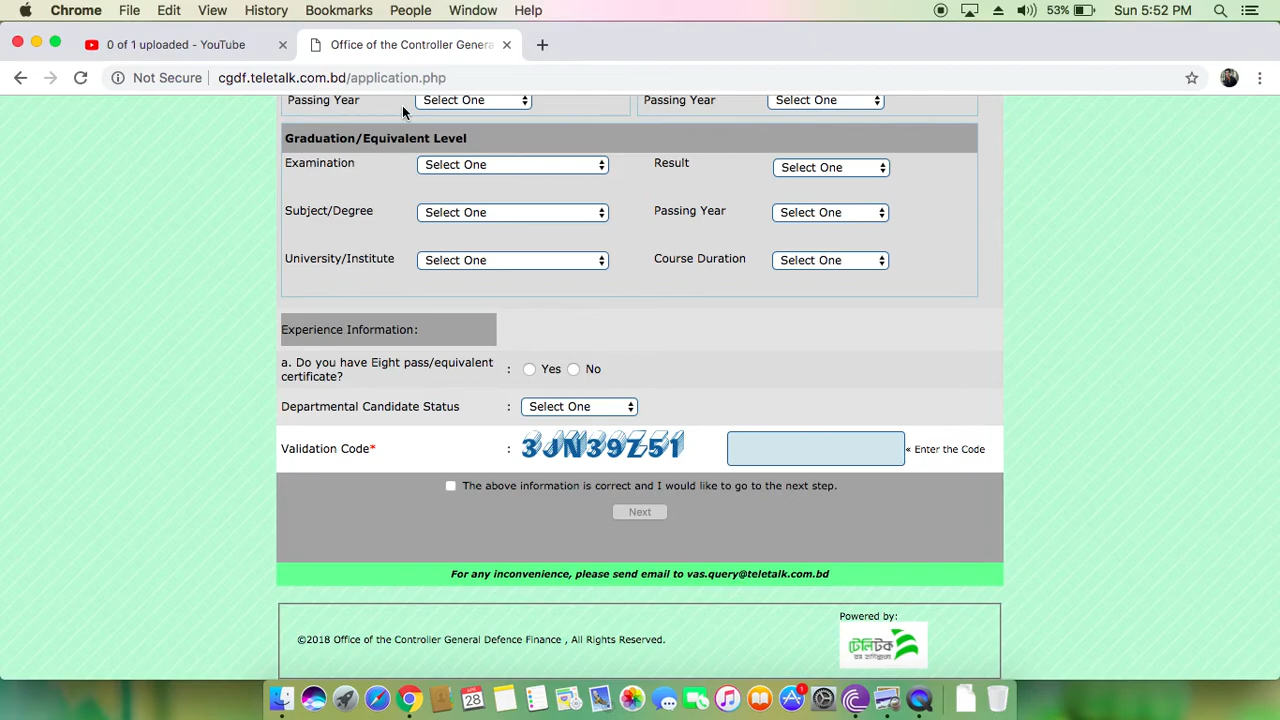 Chrome File Edit View History Bookmarks People Window Help 53% Sun 5:52 PM
0 of 1 uploaded - YouTube Office of the Controller Genera
Not Secure cgdf.teletalk.com.bd/application.php
Passing Year Select One Passing Year Select One
Graduation/Equivalent Level
Examination Select One Result Select One
Subject/Degree Select One Passing Year Select One
University/Institute Select One Course Duration Select One
Experience Information:
a. Do you have Eight pass/equivalent
certificate? : Yes No
Departmental Candidate Status : Select One
Validation Code* : 3JN39Z51 « Enter the Code
The above information is correct and I would like to go to the next step.
Next
For any inconvenience, please send email to vas.query@teletalk.com.bd
Powered by:
©2018 Office of the Controller General Defence Finance , All Rights Reserved.
টেলিটক
APR
28
1